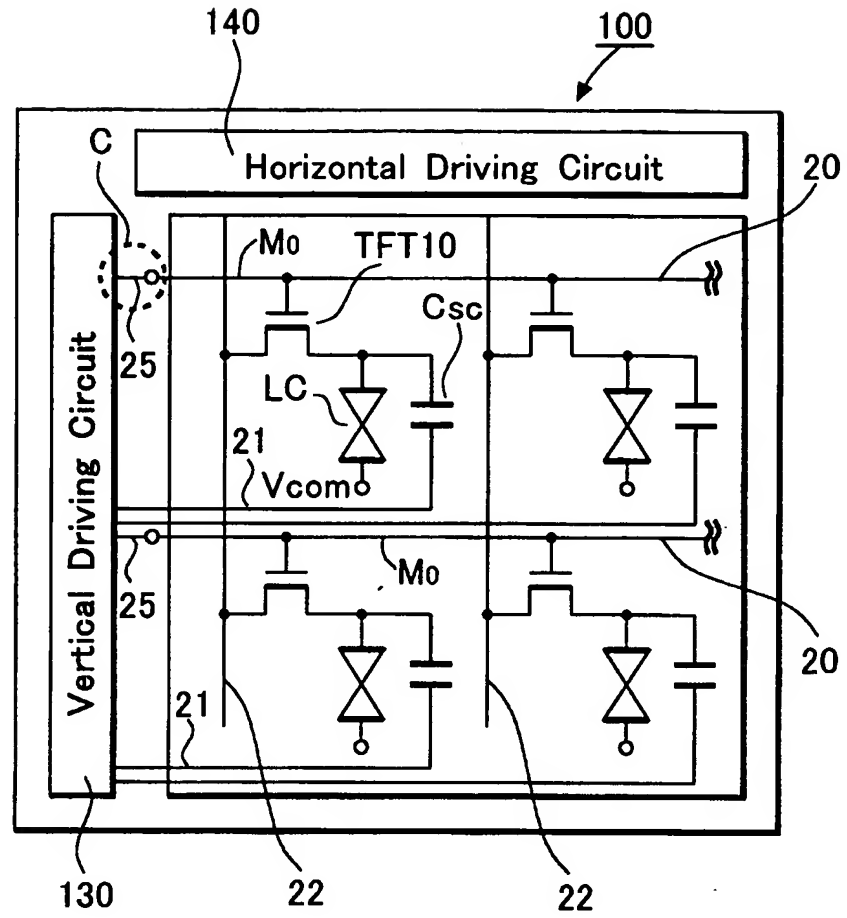 140
100
C
Horizontal Driving Circuit
20
M0
TFT10
Csc
25
LC
21
Vcom
Vertical Driving Circuit
M0
25
20
21
130
22
22